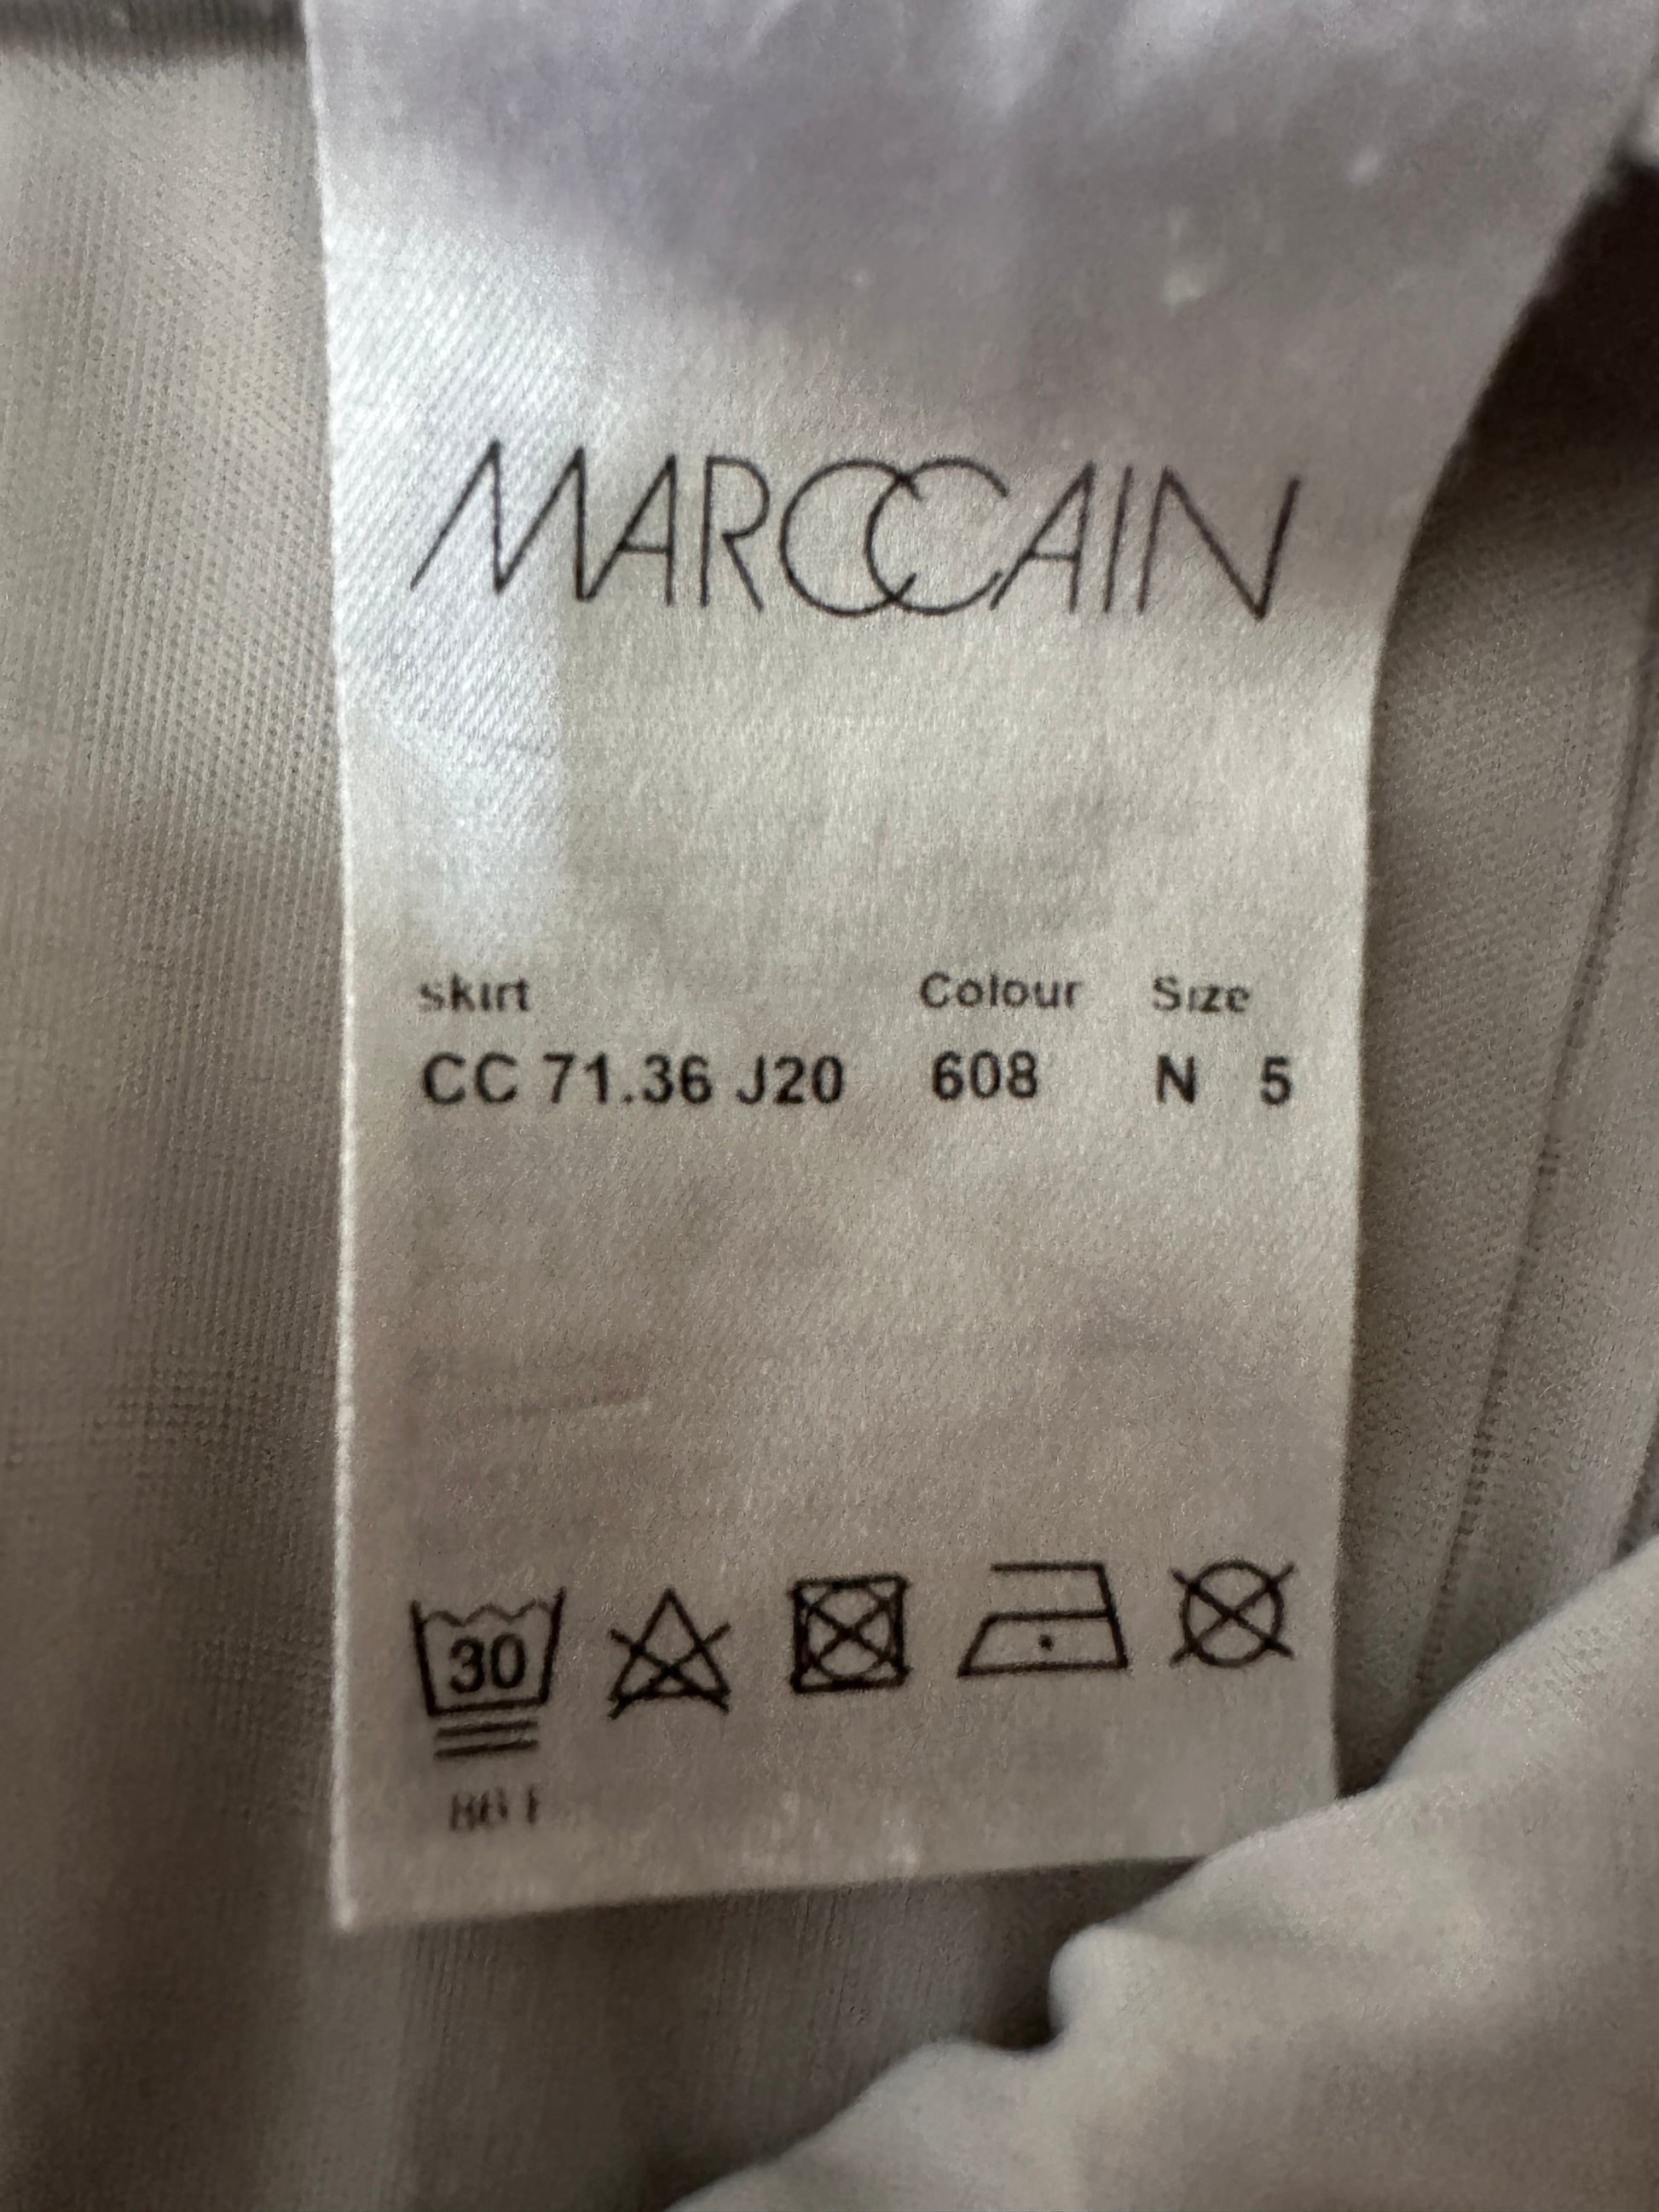 MARCCAIN
skirt Colour Size
CC 71.36 J20 608 N 5
30